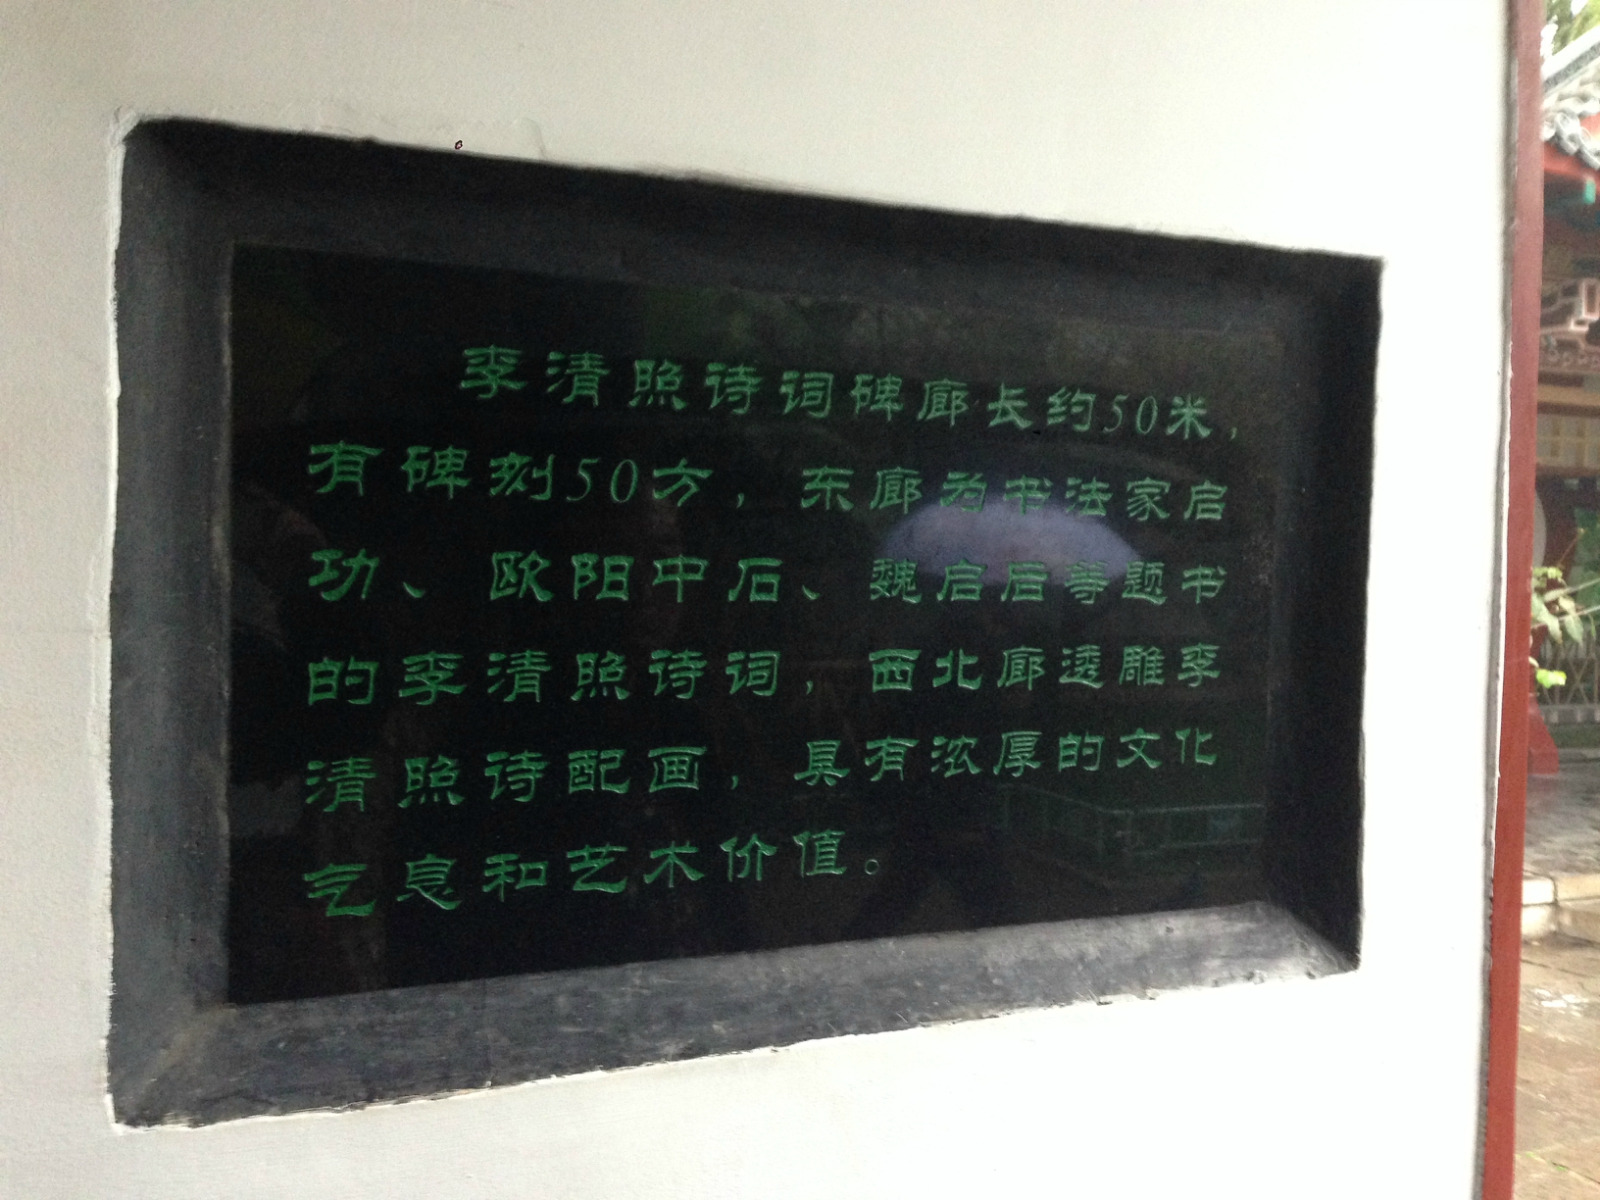 李清照诗词碑廊长约50米，
有碑刻50方，东廊为书法家启
功、欧阳中石、魏启后等题书
的李清照诗词，西北廊透雕李
清照诗配画，具有浓厚的文化
气息和艺术价值。